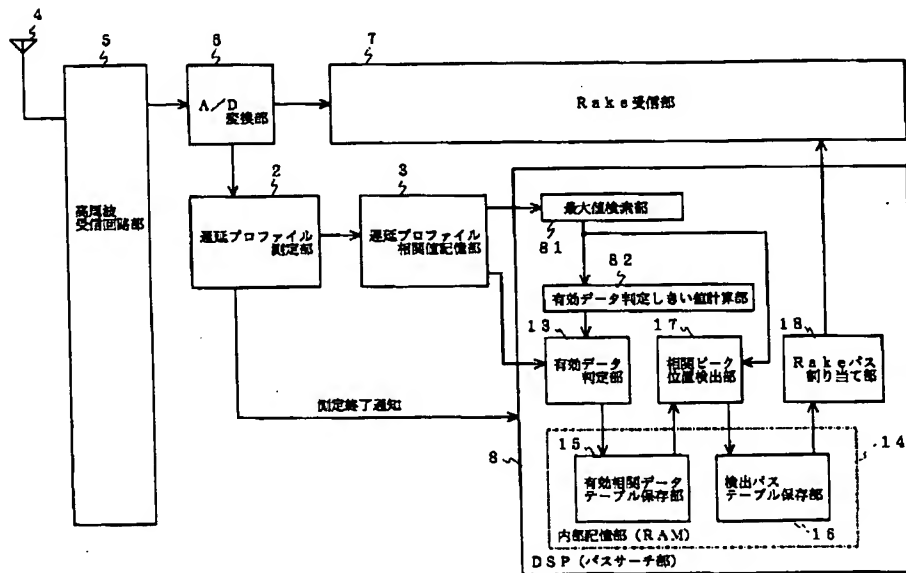 4
5
6
7
A/D
変換部
Rake受信部
2
3
高周波
受信回路部
遅延プロファイル
測定部
遅延プロファイル
相関値記憶部
最大値検索部
81
82
有効データ判定しきい値計算部
13
17
18
有効データ
判定部
相関ピーク
位置検出部
Rakeパス
割り当て部
測定終了通知
8
14
15
有効相関データ
テーブル保存部
検出パス
テーブル保存部
内部記憶部(RAM)
16
DSP(パスサーチ部)